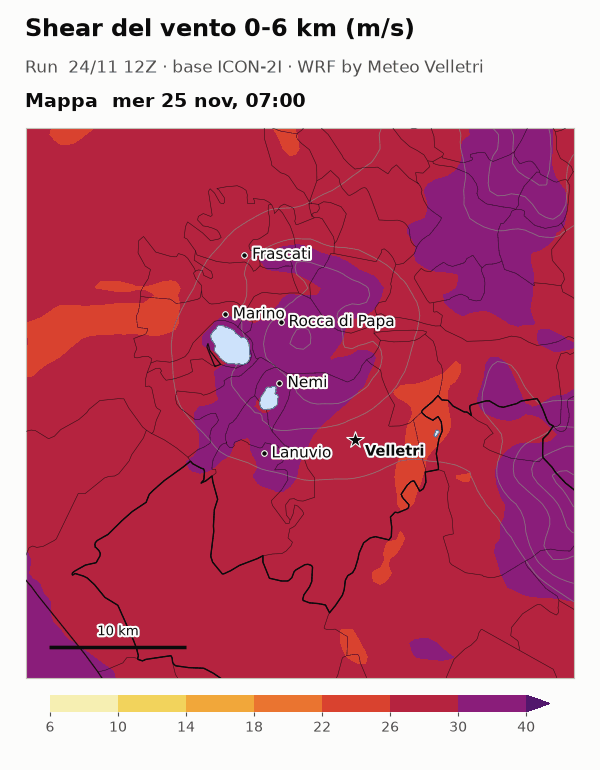 Shear del vento 0-6 km (m/s)
Run  24/11 12Z · base ICON-2I · WRF by Meteo Velletri
Mappa  mer 25 nov, 07:00
Frascati
Marino
Rocca di Papa
Nemi
Velletri
Lanuvio
10 km
6 10 14 18 22 26 30 40